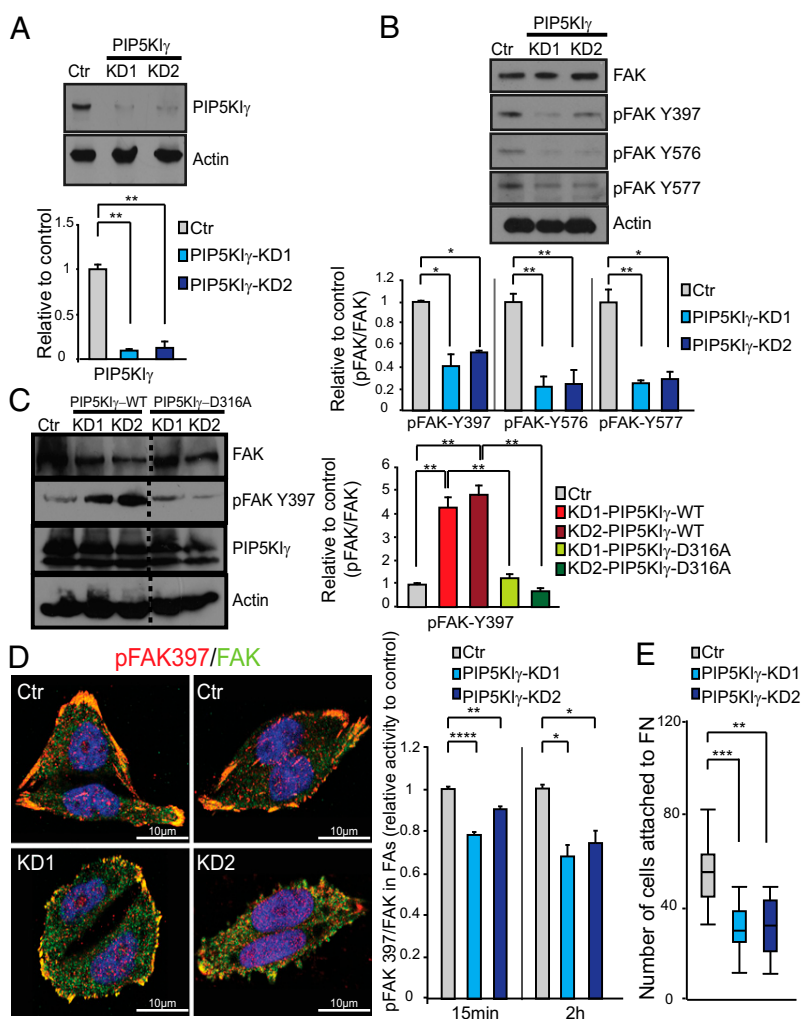 A
PIP5KIγ
Ctr KD1 KD2
PIP5KIγ
Actin
Relative to control
1.5
1
0.5
0
**
**
Ctr
PIP5KIγ-KD1
PIP5KIγ-KD2
PIP5KIγ
B
PIP5KIγ
Ctr KD1 KD2
FAK
pFAK Y397
pFAK Y576
pFAK Y577
Actin
Relative to control
(pFAK/FAK)
1.2
1
0.8
0.6
0.4
0.2
0
*
*
**
**
*
**
Ctr
PIP5KIγ-KD1
PIP5KIγ-KD2
pFAK-Y397 pFAK-Y576 pFAK-Y577
C
PIP5KIγ–WT PIP5KIγ–D316A
Ctr KD1 KD2 KD1 KD2
FAK
pFAK Y397
PIP5KIγ
Actin
Relative to control
(pFAK/FAK)
6
5
4
3
2
1
0
** **
** **
Ctr
KD1-PIP5KIγ-WT
KD2-PIP5KIγ-WT
KD1-PIP5KIγ-D316A
KD2-PIP5KIγ-D316A
pFAK-Y397
D
pFAK397/FAK
Ctr
10μm
Ctr
10μm
KD1
10μm
KD2
10μm
pFAK 397/FAK in FAs (relative activity to control)
Ctr
PIP5KIγ-KD1
PIP5KIγ-KD2
1.2
1
0.8
0.6
0.4
0.2
0
**
****
*
*
15min 2h
E
Ctr
PIP5KIγ-KD1
PIP5KIγ-KD2
Number of cells attached to FN
120
80
40
0
**
***